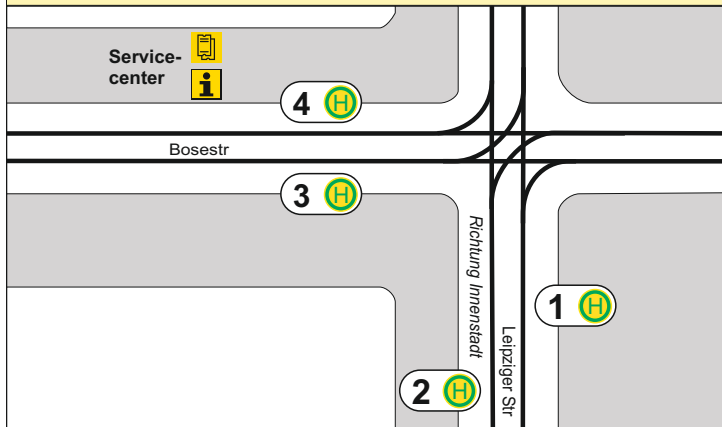 Service-
center
i
4 H
Bosestr
3 H
Richtung Innenstadt
1 H
Leipziger Str
2 H